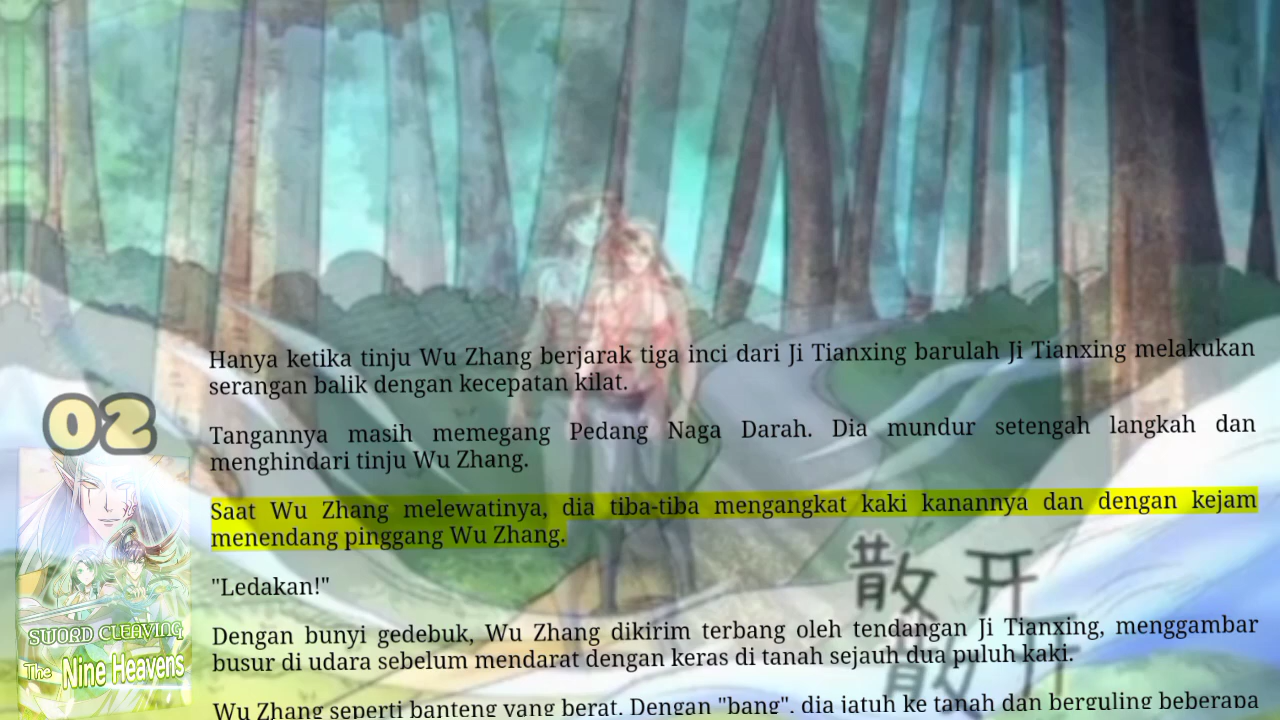 Hanya ketika tinju Wu Zhang berjarak tiga inci dari Ji Tianxing barulah Ji Tianxing melakukan
serangan balik dengan kecepatan kilat.
Tangannya masih memegang Pedang Naga Darah. Dia mundur setengah langkah dan
menghindari tinju Wu Zhang.
02
Saat Wu Zhang melewatinya, dia tiba-tiba mengangkat kaki kanannya dan dengan kejam
menendang pinggang Wu Zhang.
散开
"Ledakan!"
Dengan bunyi gedebuk, Wu Zhang dikirim terbang oleh tendangan Ji Tianxing, menggambar
busur di udara sebelum mendarat dengan keras di tanah sejauh dua puluh kaki.
散开
SWORD CLEAVING
The Nine Heavens
Wu Zhang seperti banteng yang berat. Dengan "bang", dia jatuh ke tanah dan berguling beberapa